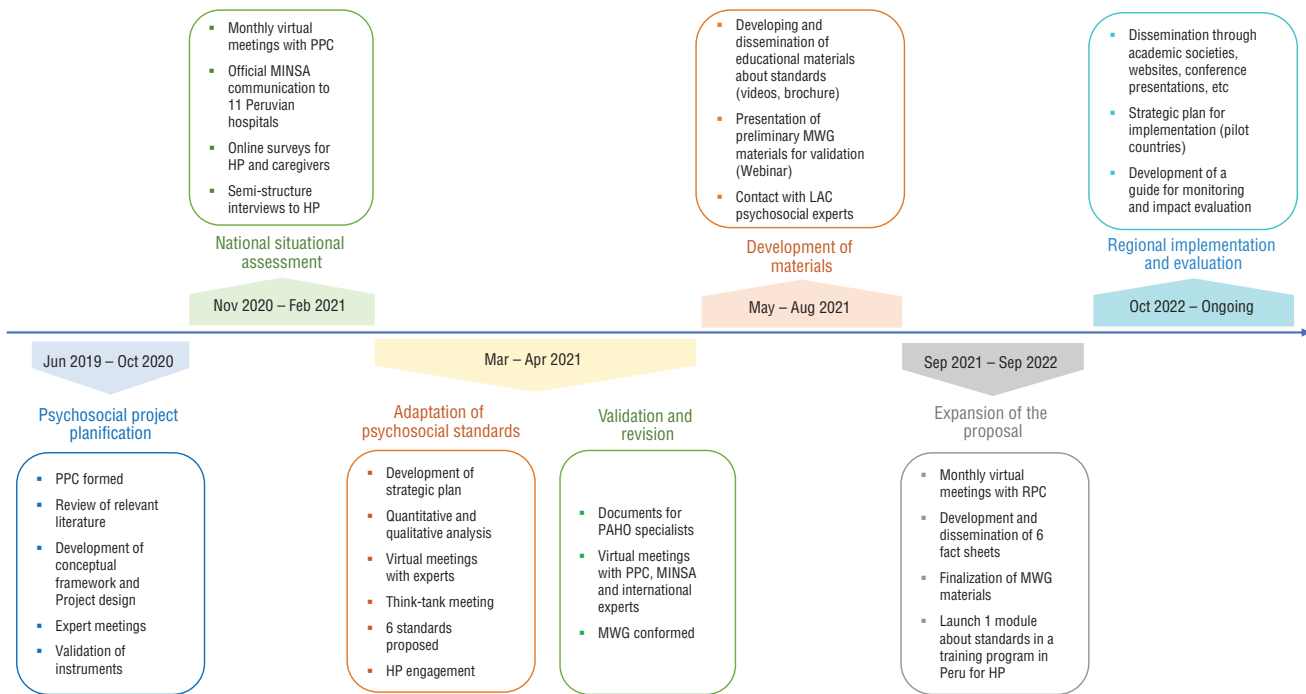 Monthly virtual
meetings with PPC
Official MINSA
communication to
11 Peruvian
hospitals
Online surveys for
HP and caregivers
Semi-structure
interviews to HP
National situational
assessment
Nov 2020 – Feb 2021
Developing and
dissemination of
educational materials
about standards
(videos, brochure)
Presentation of
preliminary MWG
materials for validation
(Webinar)
Contact with LAC
psychosocial experts
Development of
materials
May – Aug 2021
Dissemination through
academic societies,
websites, conference
presentations, etc
Strategic plan for
implementation (pilot
countries)
Development of a
guide for monitoring
and impact evaluation
Regional implementation
and evaluation
Oct 2022 – Ongoing
Jun 2019 – Oct 2020
Psychosocial project
planification
PPC formed
Review of relevant
literature
Development of
conceptual
framework and
Project design
Expert meetings
Validation of
instruments
Mar – Apr 2021
Adaptation of
psychosocial standards
Development of
strategic plan
Quantitative and
qualitative analysis
Virtual meetings
with experts
Think-tank meeting
6 standards
proposed
HP engagement
Validation and
revision
Documents for
PAHO specialists
Virtual meetings
with PPC, MINSA
and international
experts
MWG conformed
Sep 2021 – Sep 2022
Expansion of the
proposal
Monthly virtual
meetings with RPC
Development and
dissemination of 6
fact sheets
Finalization of MWG
materials
Launch 1 module
about standards in a
training program in
Peru for HP